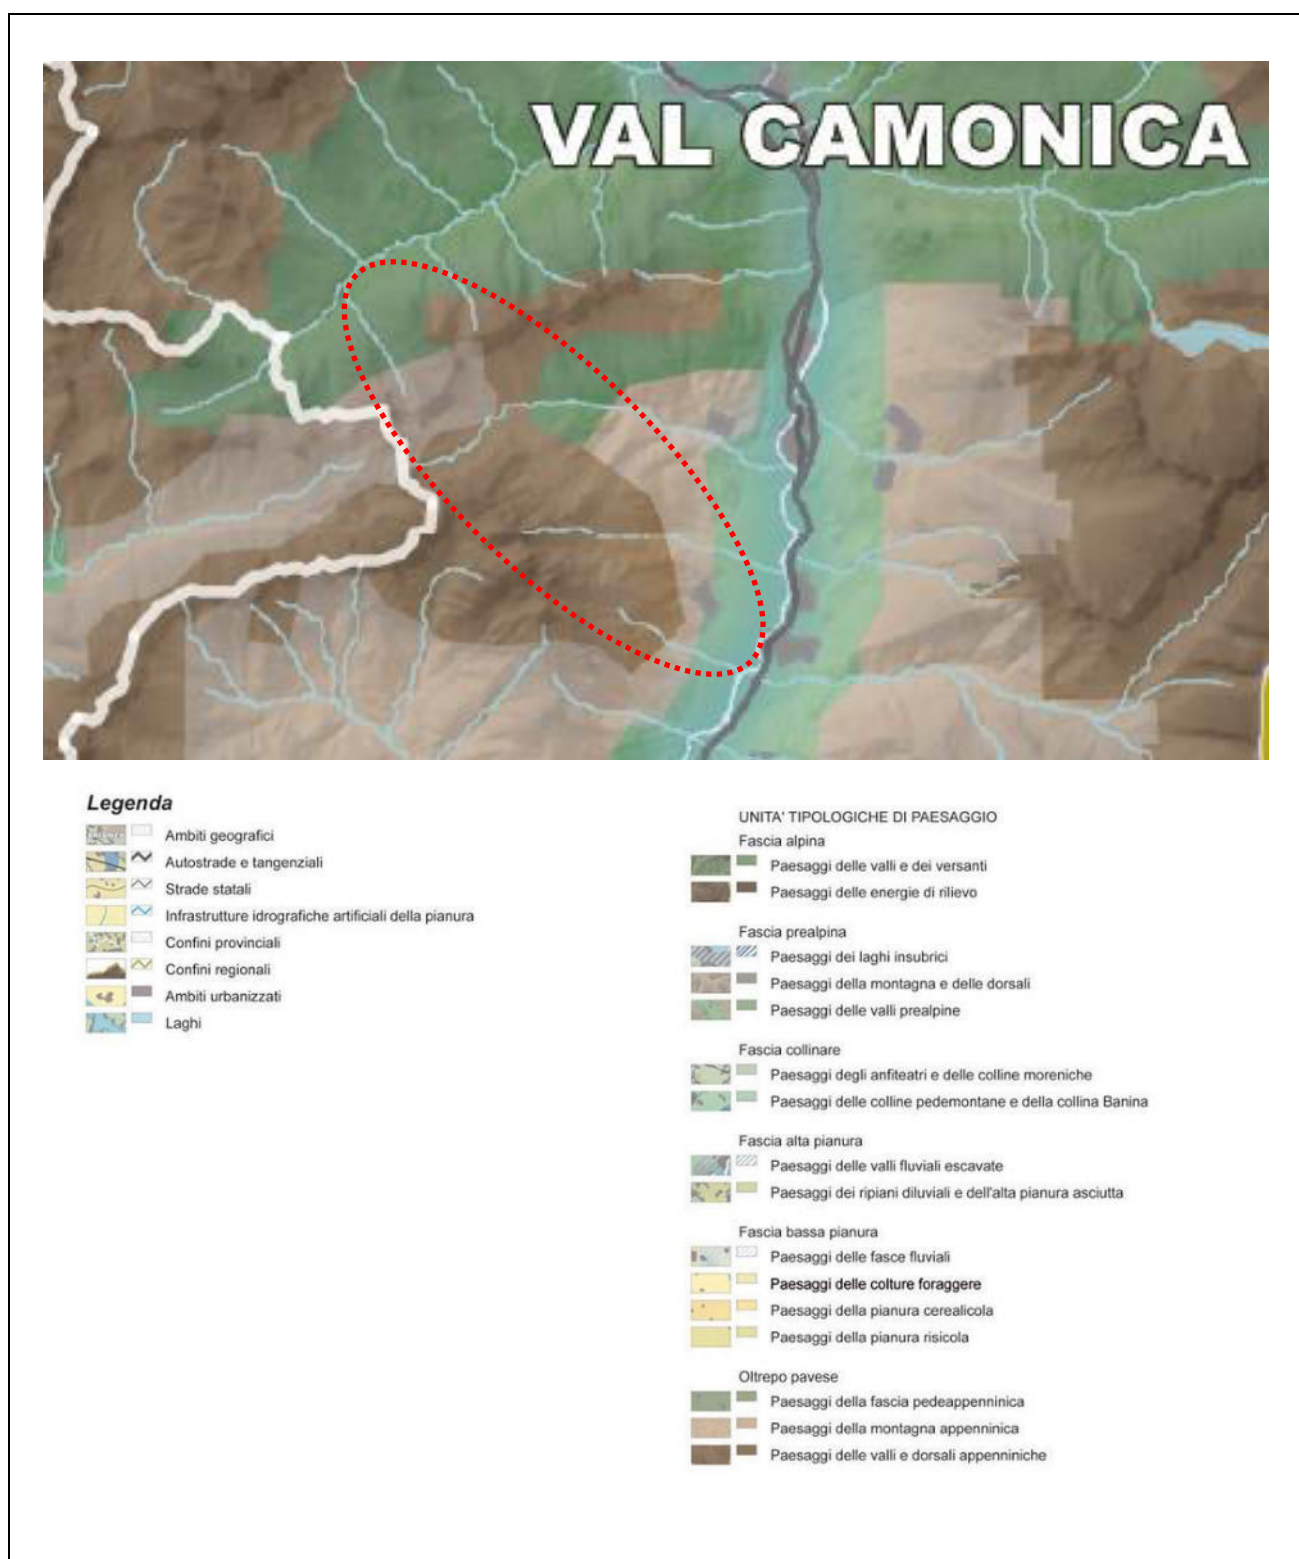 VAL CAMONICA
Legenda
Ambiti geografici
Autostrade e tangenziali
Strade statali
Infrastrutture idrografiche artificiali della pianura
Confini provinciali
Confini regionali
Ambiti urbanizzati
Laghi
UNITA' TIPOLOGICHE DI PAESAGGIO
Fascia alpina
Paesaggi delle valli e dei versanti
Paesaggi delle energie di rilievo
Fascia prealpina
Paesaggi dei laghi insubrici
Paesaggi della montagna e delle dorsali
Paesaggi delle valli prealpine
Fascia collinare
Paesaggi degli anfiteatri e delle colline moreniche
Paesaggi delle colline pedemontane e della collina Banina
Fascia alta pianura
Paesaggi delle valli fluviali escavate
Paesaggi dei ripiani diluviali e dell'alta pianura asciutta
Fascia bassa pianura
Paesaggi delle fasce fluviali
Paesaggi delle colture foraggere
Paesaggi della pianura cerealicola
Paesaggi della pianura risicola
Oltrepo pavese
Paesaggi della fascia pedeappenninica
Paesaggi della montagna appenninica
Paesaggi delle valli e dorsali appenniniche